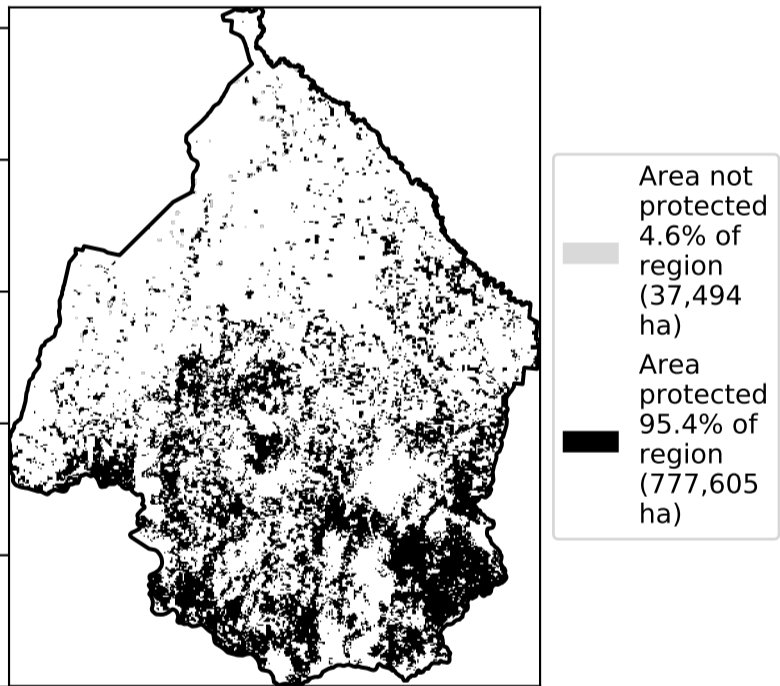 Area not
protected
4.6% of
region
(37,494
ha)
Area
protected
95.4% of
region
(777,605
ha)